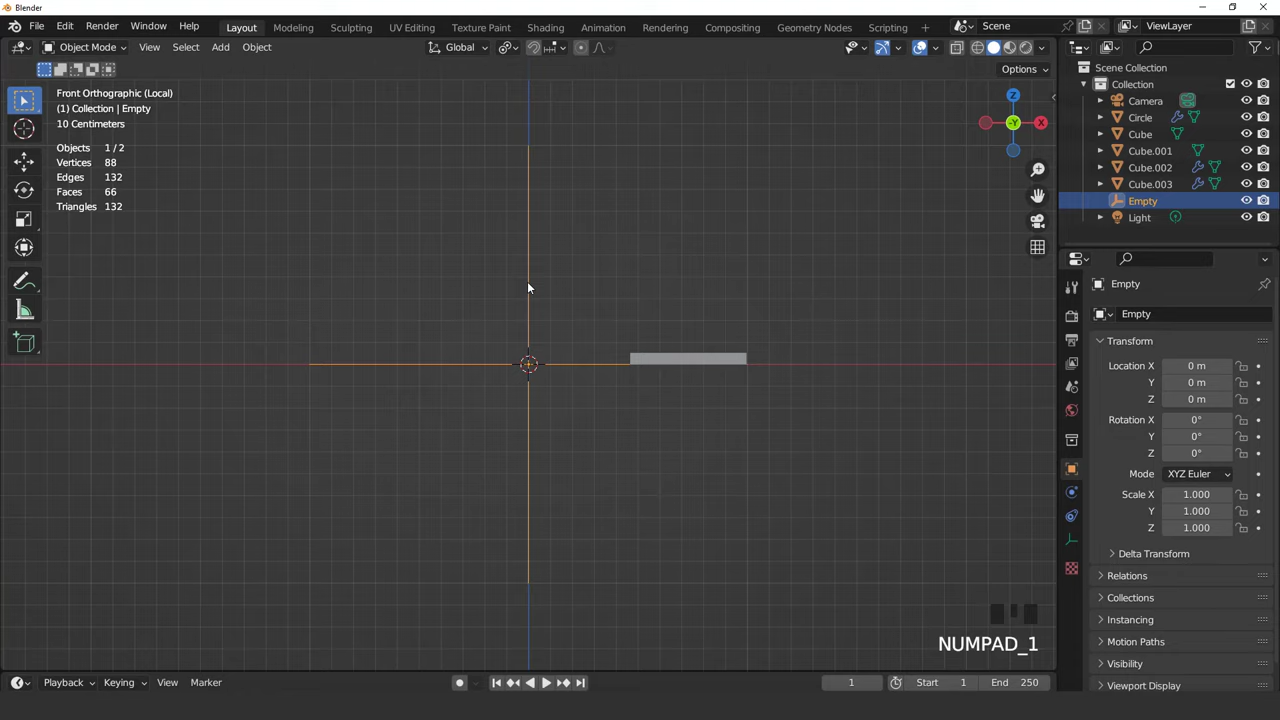 Blender
File Edit Render Window Help Layout Modeling Sculpting UV Editing Texture Paint Shading Animation Rendering Compositing Geometry Nodes Scripting + Scene ViewLayer
Object Mode View Select Add Object Global
Options
Front Orthographic (Local)
(1) Collection | Empty
10 Centimeters
Objects 1 / 2
Vertices 88
Edges 132
Faces 66
Triangles 132
Z
-Y
X
Scene Collection
Collection
Camera
Circle
Cube
Cube.001
Cube.002
Cube.003
Empty
Light
Empty
Empty
Transform
Location X 0 m
Y 0 m
Z 0 m
Rotation X 0°
Y 0°
Z 0°
Mode XYZ Euler
Scale X 1.000
Y 1.000
Z 1.000
Delta Transform
Relations
Collections
Instancing
Motion Paths
Visibility
Viewport Display
NUMPAD_1
Playback Keying View Marker 1 Start 1 End 250